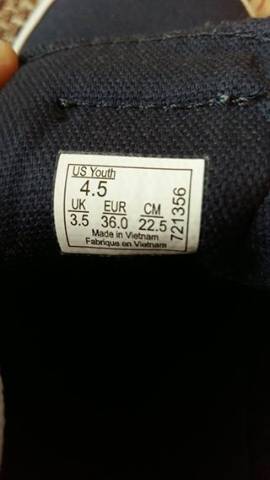 US Youth
4.5
UK EUR CM
3.5 36.0 22.5
Made in Vietnam
Fabriqué en Vietnam
721356